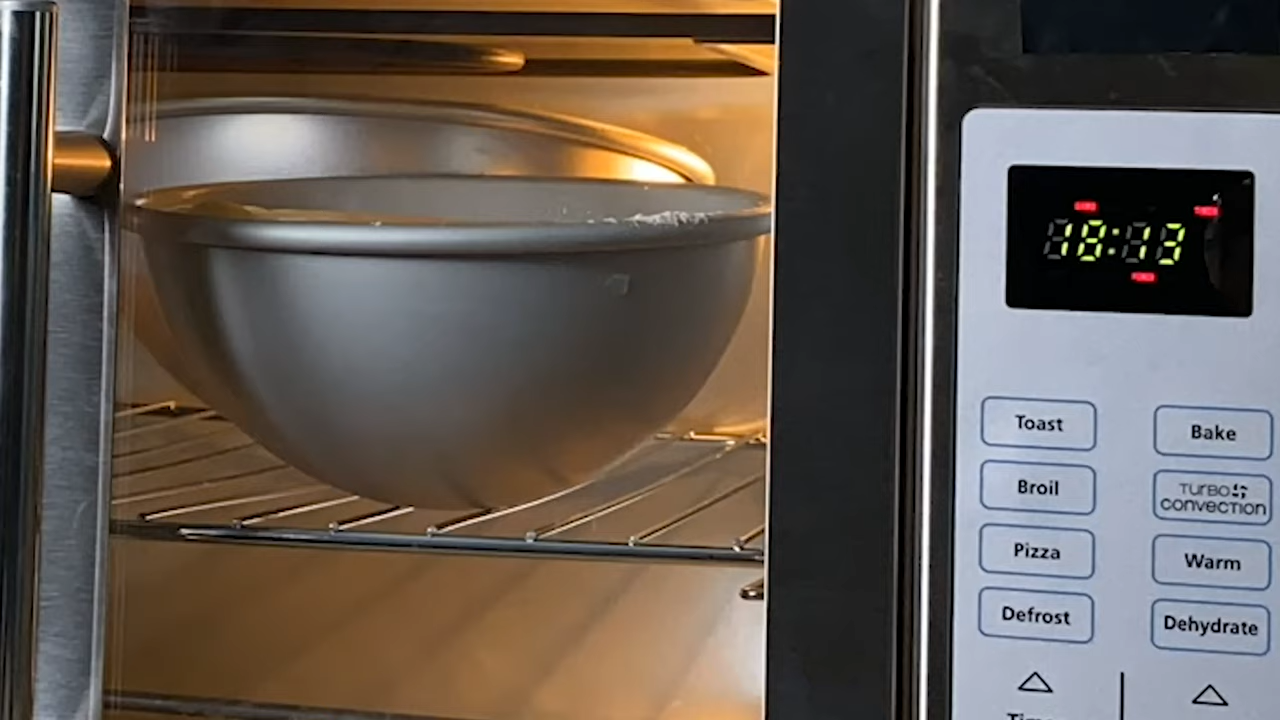 18:13
Toast
Bake
Broil
TURBO
CONVECTION
Pizza
Warm
Defrost
Dehydrate